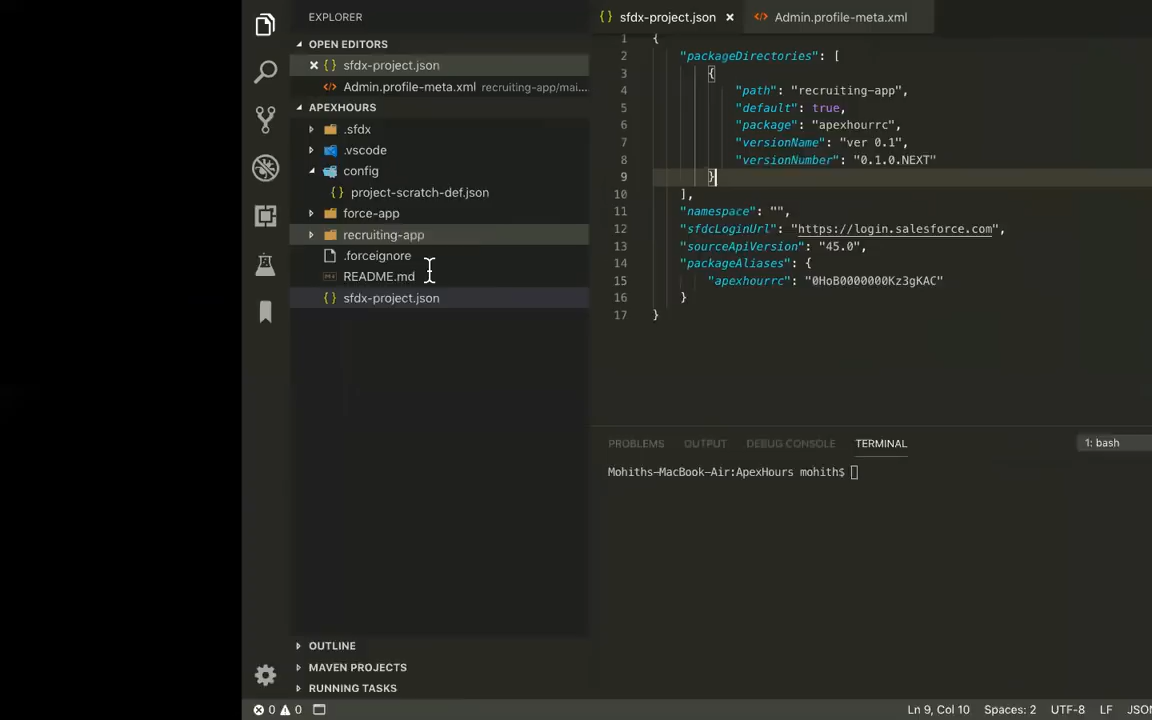 EXPLORER
OPEN EDITORS
sfdx-project.json
Admin.profile-meta.xml recruiting-app/mai...
APEXHOURS
.sfdx
.vscode
config
project-scratch-def.json
force-app
recruiting-app
.forceignore
README.md
sfdx-project.json
OUTLINE
MAVEN PROJECTS
RUNNING TASKS
0 0
sfdx-project.json Admin.profile-meta.xml
1 {
2 "packageDirectories": [
3 {
4 "path": "recruiting-app",
5 "default": true,
6 "package": "apexhourrc",
7 "versionName": "ver 0.1",
8 "versionNumber": "0.1.0.NEXT"
9 }
10 ],
11 "namespace": "",
12 "sfdcLoginUrl": "https://login.salesforce.com",
13 "sourceApiVersion": "45.0",
14 "packageAliases": {
15 "apexhourrc": "0HoB0000000Kz3gKAC"
16 }
17 }
PROBLEMS OUTPUT DEBUG CONSOLE TERMINAL 1: bash
Mohiths-MacBook-Air:ApexHours mohith$
Ln 9, Col 10 Spaces: 2 UTF-8 LF JSON